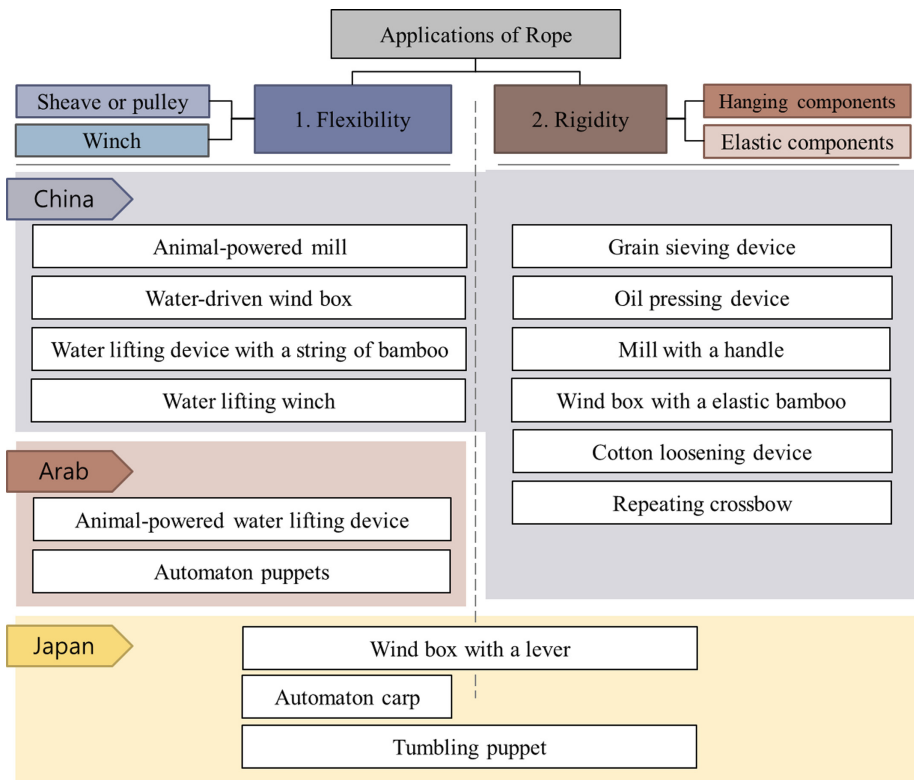 Applications of Rope
Sheave or pulley
Winch
1. Flexibility
2. Rigidity
Hanging components
Elastic components
China
Animal-powered mill
Water-driven wind box
Water lifting device with a string of bamboo
Water lifting winch
Grain sieving device
Oil pressing device
Mill with a handle
Wind box with a elastic bamboo
Cotton loosening device
Repeating crossbow
Arab
Animal-powered water lifting device
Automaton puppets
Japan
Wind box with a lever
Automaton carp
Tumbling puppet